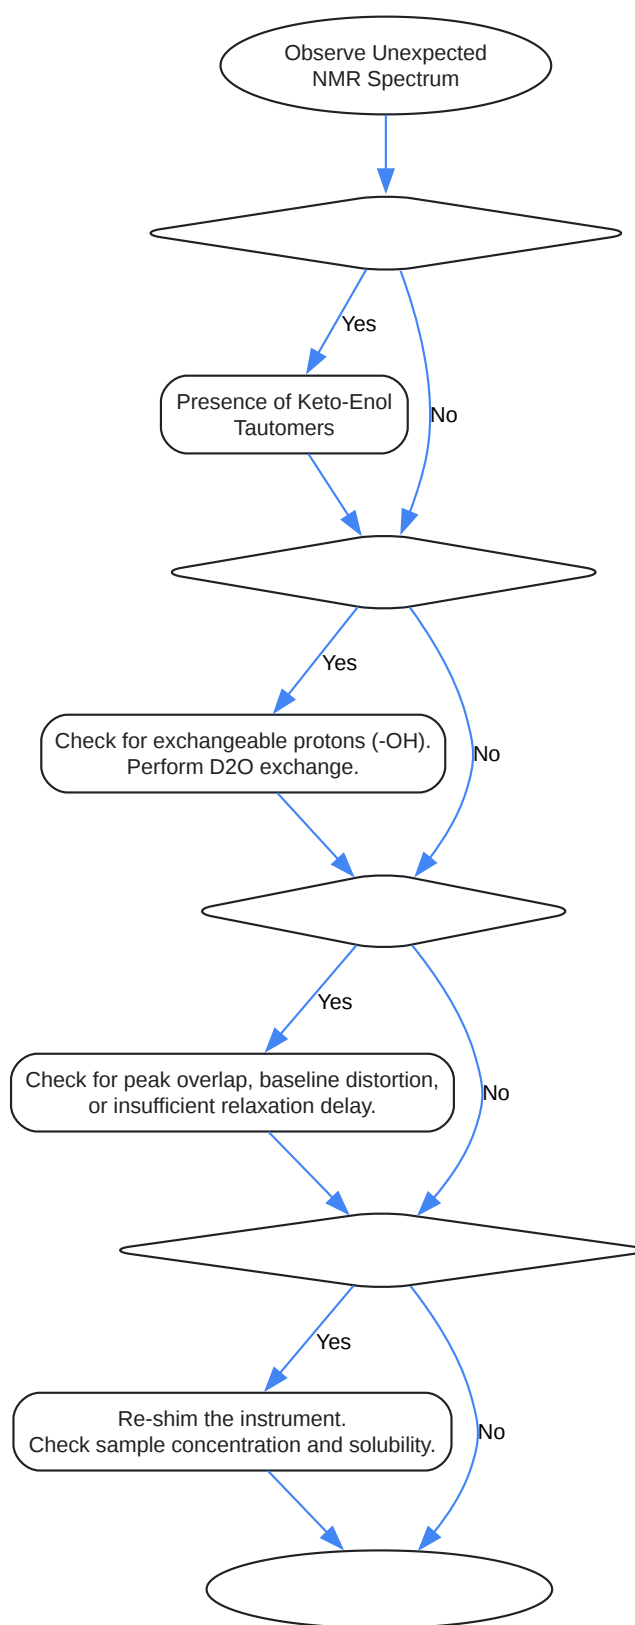 Observe Unexpected
NMR Spectrum
Yes
Presence of Keto-Enol
Tautomers
No
Yes
Check for exchangeable protons (-OH).
Perform D2O exchange.
No
Yes
Check for peak overlap, baseline distortion,
or insufficient relaxation delay.
No
Yes
Re-shim the instrument.
Check sample concentration and solubility.
No